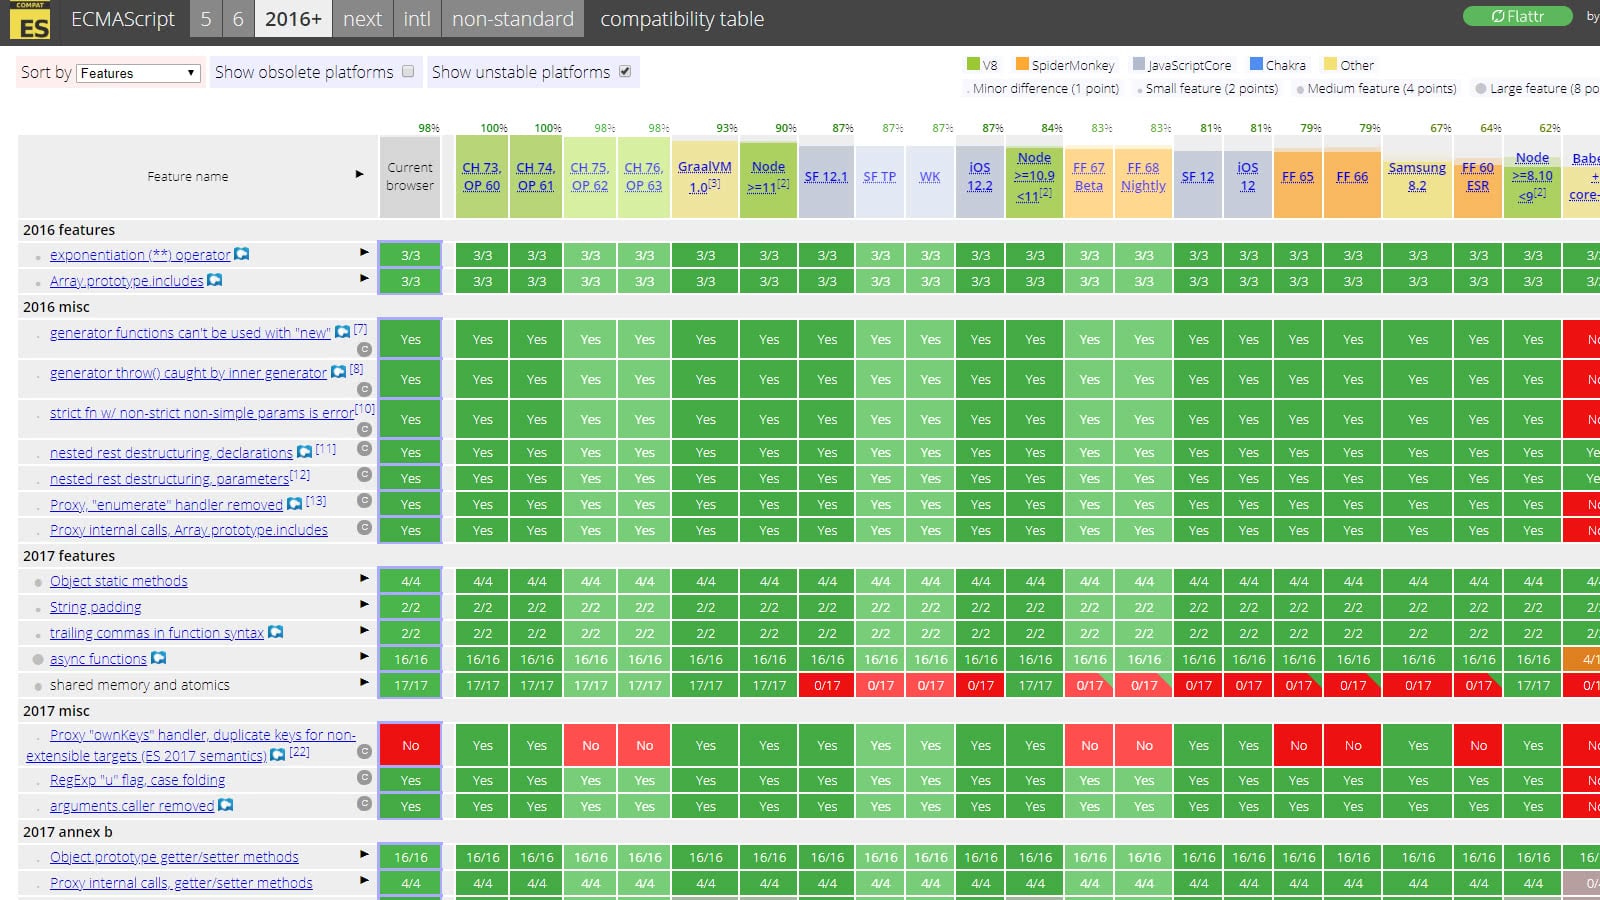 COMPAT
ES
ECMAScript 5 6 2016+ next intl non-standard compatibility table
Flattr by
Sort by Features Show obsolete platforms Show unstable platforms
V8 SpiderMonkey JavaScriptCore Chakra Other
Minor difference (1 point) Small feature (2 points) Medium feature (4 points) Large feature (8 po
98% 100% 100% 98% 98% 93% 90% 87% 87% 87% 87% 84% 83% 83% 81% 81% 79% 79% 67% 64% 62%
Feature name
Current browser
CH 73, OP 60
CH 74, OP 61
CH 75, OP 62
CH 76, OP 63
GraalVM 1.0[3]
Node >=11[2]
SF 12.1
SF TP
WK
iOS 12.2
Node >=10.9 <11[2]
FF 67 Beta
FF 68 Nightly
SF 12
iOS 12
FF 65
FF 66
Samsung 8.2
FF 60 ESR
Node >=8.10 <9[2]
Babe + core-
2016 features
exponentiation (**) operator 3/3 3/3 3/3 3/3 3/3 3/3 3/3 3/3 3/3 3/3 3/3 3/3 3/3 3/3 3/3 3/3 3/3 3/3 3/3 3/3 3/3 3/
Array.prototype.includes 3/3 3/3 3/3 3/3 3/3 3/3 3/3 3/3 3/3 3/3 3/3 3/3 3/3 3/3 3/3 3/3 3/3 3/3 3/3 3/3 3/3 3/
2016 misc
generator functions can't be used with "new" [7] c Yes Yes Yes Yes Yes Yes Yes Yes Yes Yes Yes Yes Yes Yes Yes Yes Yes Yes Yes Yes Yes No
generator throw() caught by inner generator [8] c Yes Yes Yes Yes Yes Yes Yes Yes Yes Yes Yes Yes Yes Yes Yes Yes Yes Yes Yes Yes Yes No
strict fn w/ non-strict non-simple params is error[10] c Yes Yes Yes Yes Yes Yes Yes Yes Yes Yes Yes Yes Yes Yes Yes Yes Yes Yes Yes Yes Yes No
nested rest destructuring, declarations [11] c Yes Yes Yes Yes Yes Yes Yes Yes Yes Yes Yes Yes Yes Yes Yes Yes Yes Yes Yes Yes Yes Ye
nested rest destructuring, parameters[12] c Yes Yes Yes Yes Yes Yes Yes Yes Yes Yes Yes Yes Yes Yes Yes Yes Yes Yes Yes Yes Yes Ye
Proxy, "enumerate" handler removed [13] c Yes Yes Yes Yes Yes Yes Yes Yes Yes Yes Yes Yes Yes Yes Yes Yes Yes Yes Yes Yes Yes No
Proxy internal calls, Array.prototype.includes c Yes Yes Yes Yes Yes Yes Yes Yes Yes Yes Yes Yes Yes Yes Yes Yes Yes Yes Yes Yes Yes No
2017 features
Object static methods 4/4 4/4 4/4 4/4 4/4 4/4 4/4 4/4 4/4 4/4 4/4 4/4 4/4 4/4 4/4 4/4 4/4 4/4 4/4 4/4 4/4 4/
String padding 2/2 2/2 2/2 2/2 2/2 2/2 2/2 2/2 2/2 2/2 2/2 2/2 2/2 2/2 2/2 2/2 2/2 2/2 2/2 2/2 2/2 2/
trailing commas in function syntax 2/2 2/2 2/2 2/2 2/2 2/2 2/2 2/2 2/2 2/2 2/2 2/2 2/2 2/2 2/2 2/2 2/2 2/2 2/2 2/2 2/2 2/
async functions 16/16 16/16 16/16 16/16 16/16 16/16 16/16 16/16 16/16 16/16 16/16 16/16 16/16 16/16 16/16 16/16 16/16 16/16 16/16 16/16 16/16 4/1
shared memory and atomics 17/17 17/17 17/17 17/17 17/17 17/17 17/17 0/17 0/17 0/17 0/17 17/17 0/17 0/17 0/17 0/17 0/17 0/17 0/17 0/17 17/17 0/1
2017 misc
Proxy "ownKeys" handler, duplicate keys for non-
extensible targets (ES 2017 semantics) [22] c No Yes Yes No No Yes Yes Yes Yes Yes Yes Yes No No Yes Yes No No Yes No Yes No
RegExp "u" flag, case folding c Yes Yes Yes Yes Yes Yes Yes Yes Yes Yes Yes Yes Yes Yes Yes Yes Yes Yes Yes Yes Yes No
arguments.caller removed c Yes Yes Yes Yes Yes Yes Yes Yes Yes Yes Yes Yes Yes Yes Yes Yes Yes Yes Yes Yes Yes No
2017 annex b
Object.prototype getter/setter methods 16/16 16/16 16/16 16/16 16/16 16/16 16/16 16/16 16/16 16/16 16/16 16/16 16/16 16/16 16/16 16/16 16/16 16/16 16/16 16/16 16/16 16/
Proxy internal calls, getter/setter methods 4/4 4/4 4/4 4/4 4/4 4/4 4/4 4/4 4/4 4/4 4/4 4/4 4/4 4/4 4/4 4/4 4/4 4/4 4/4 4/4 4/4 0/4